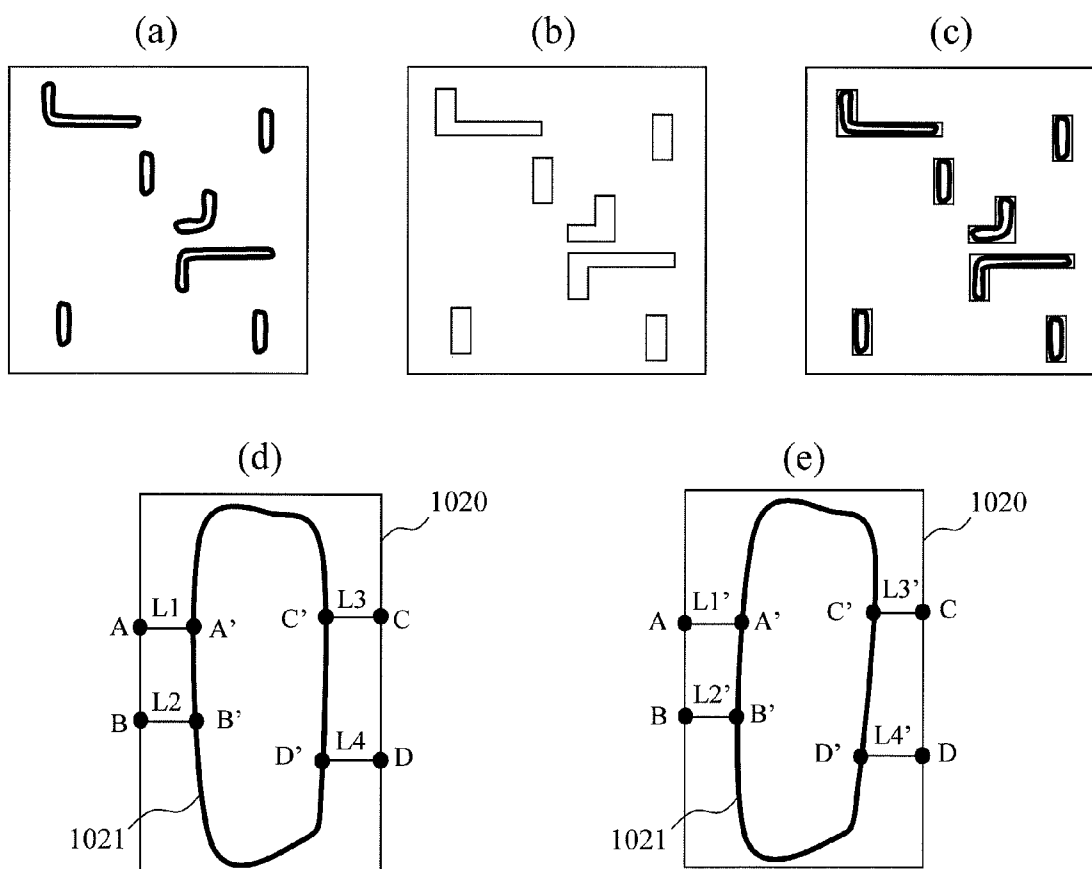 (a) (b) (c)
(d) (e)
1020 1020
L1 L3 L1’ L3’
A A’ C’ C A A’ C’ C
L2 L2’
B B’ B B’
D’ L4 D D’ L4’ D
1021 1021